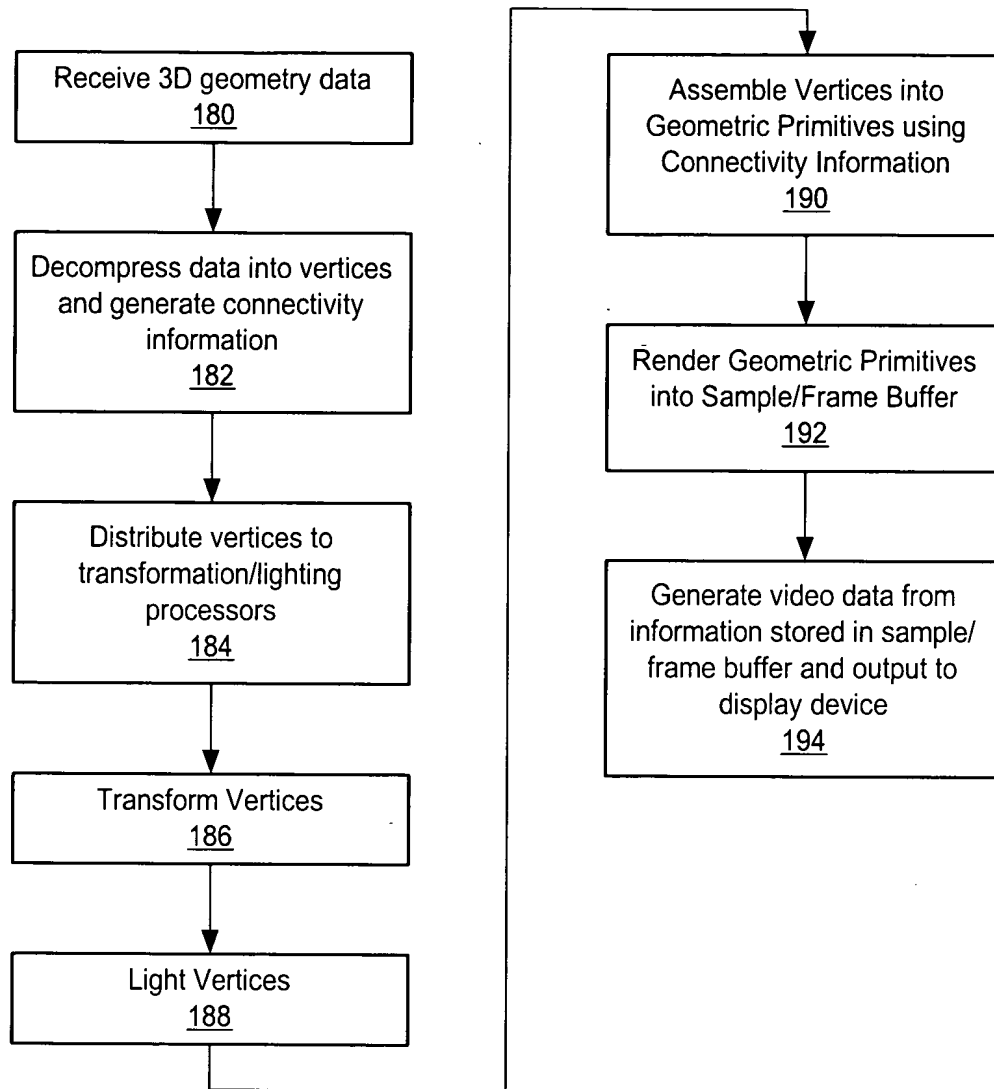 Receive 3D geometry data
180
Decompress data into vertices
and generate connectivity
information
182
Distribute vertices to
transformation/lighting
processors
184
Transform Vertices
186
Light Vertices
188
Assemble Vertices into
Geometric Primitives using
Connectivity Information
190
Render Geometric Primitives
into Sample/Frame Buffer
192
Generate video data from
information stored in sample/
frame buffer and output to
display device
194